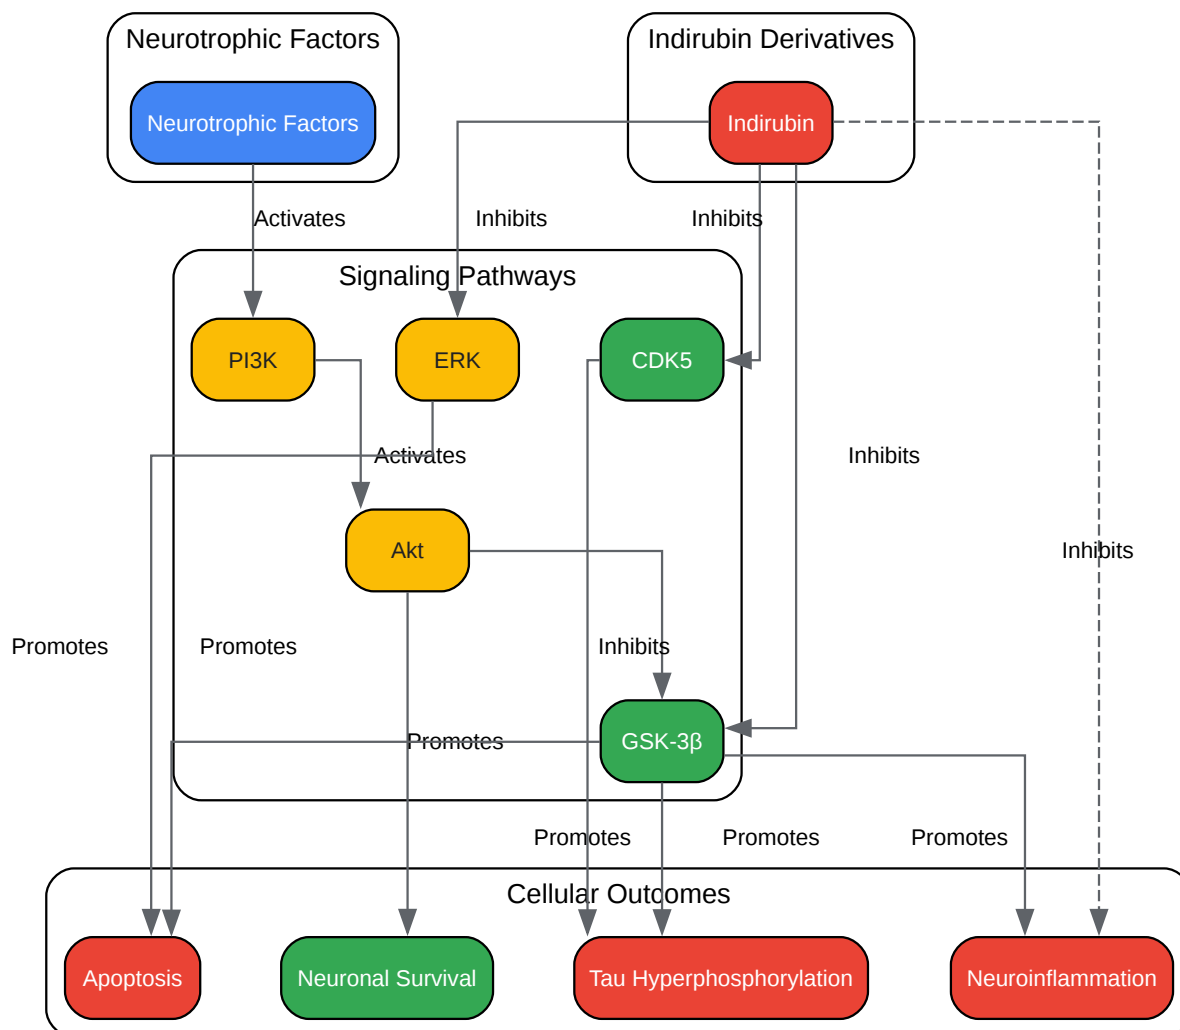 Neurotrophic Factors
Indirubin Derivatives
Neurotrophic Factors
Indirubin
Activates
Inhibits
Inhibits
Signaling Pathways
PI3K
ERK
CDK5
Activates
Inhibits
Akt
Inhibits
Promotes
Promotes
Inhibits
GSK-3β
Promotes
Promotes
Promotes
Promotes
Cellular Outcomes
Apoptosis
Neuronal Survival
Tau Hyperphosphorylation
Neuroinflammation